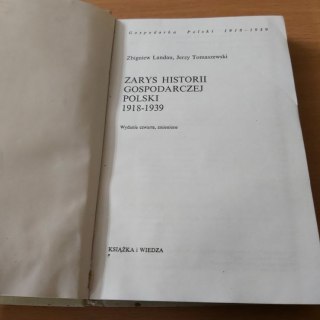 Gospodarka Polski 1918-1939
Zbigniew Landau, Jerzy Tomaszewski
ZARYS HISTORII
GOSPODARCZEJ
POLSKI
1918-1939
Wydanie czwarte, zmienione
KSIĄŻKA i WIEDZA